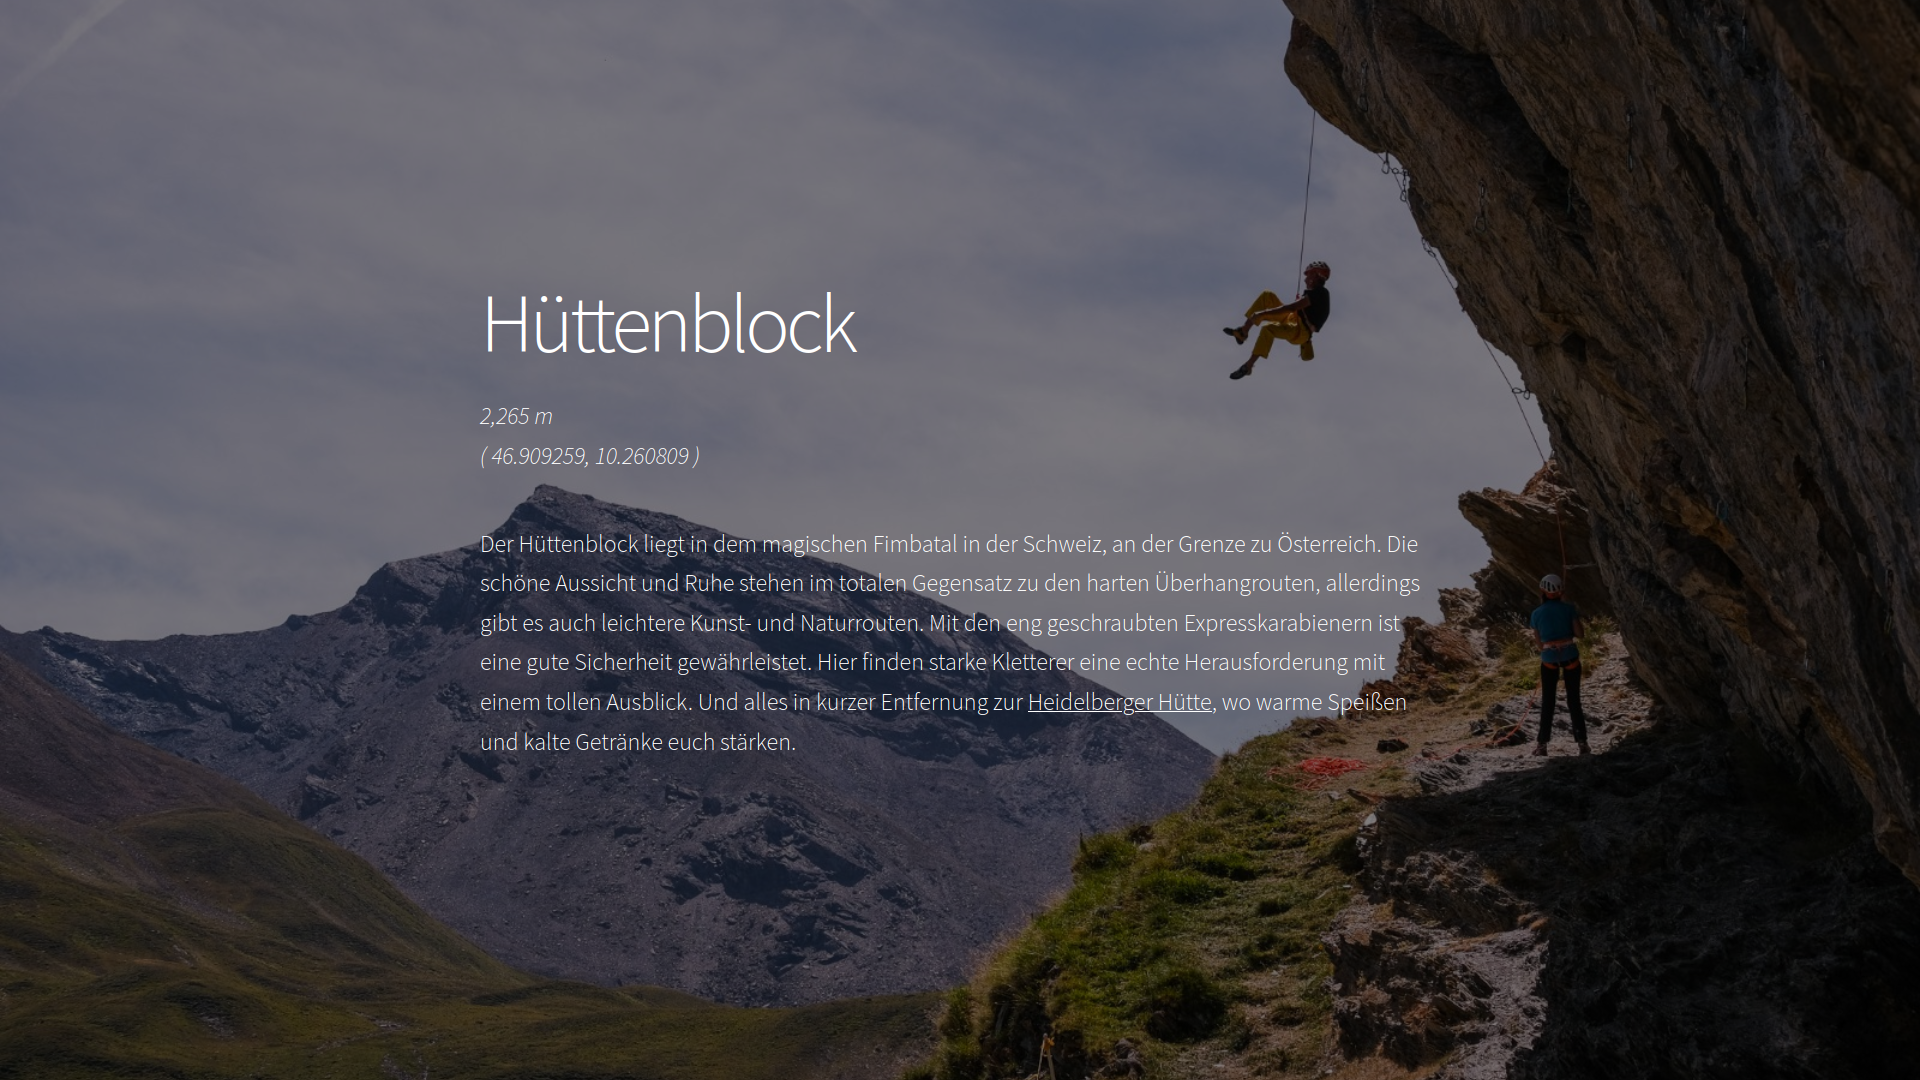 Hüttenblock
2,265 m
( 46.909259, 10.260809 )
Der Hüttenblock liegt in dem magischen Fimbatal in der Schweiz, an der Grenze zu Österreich. Die
schöne Aussicht und Ruhe stehen im totalen Gegensatz zu den harten Überhangrouten, allerdings
gibt es auch leichtere Kunst- und Naturrouten. Mit den eng geschraubten Expresskarabienern ist
eine gute Sicherheit gewährleistet. Hier finden starke Kletterer eine echte Herausforderung mit
einem tollen Ausblick. Und alles in kurzer Entfernung zur Heidelberger Hütte, wo warme Speißen
und kalte Getränke euch stärken.